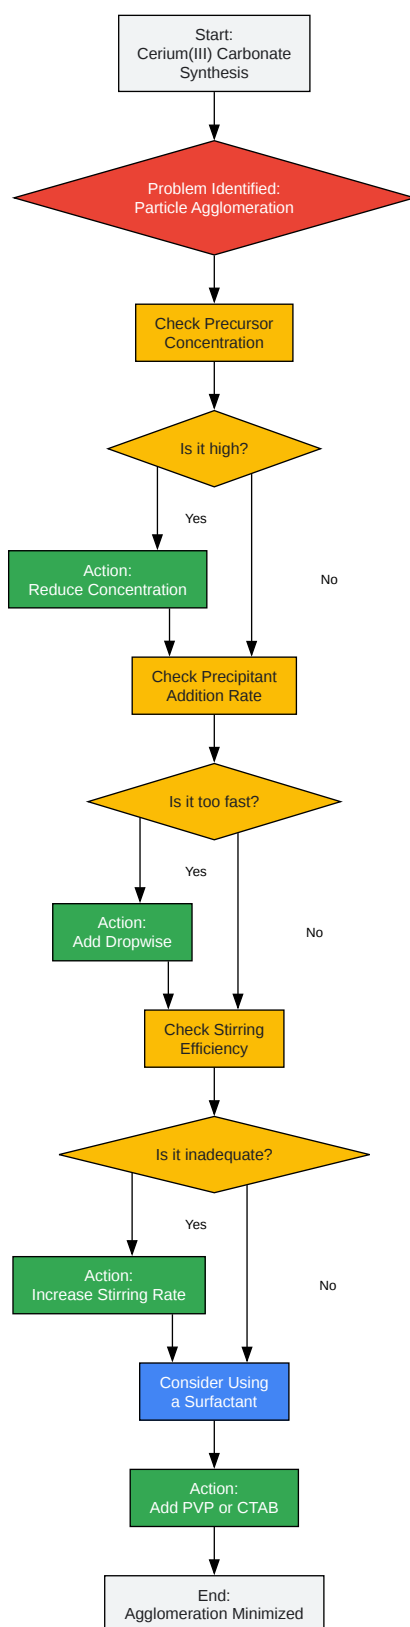 Start:
Cerium(III) Carbonate
Synthesis
Problem Identified:
Particle Agglomeration
Check Precursor
Concentration
Is it high?
Yes
Action:
Reduce Concentration
No
Check Precipitant
Addition Rate
Is it too fast?
Yes
Action:
Add Dropwise
No
Check Stirring
Efficiency
Is it inadequate?
Yes
Action:
Increase Stirring Rate
No
Consider Using
a Surfactant
Action:
Add PVP or CTAB
End:
Agglomeration Minimized